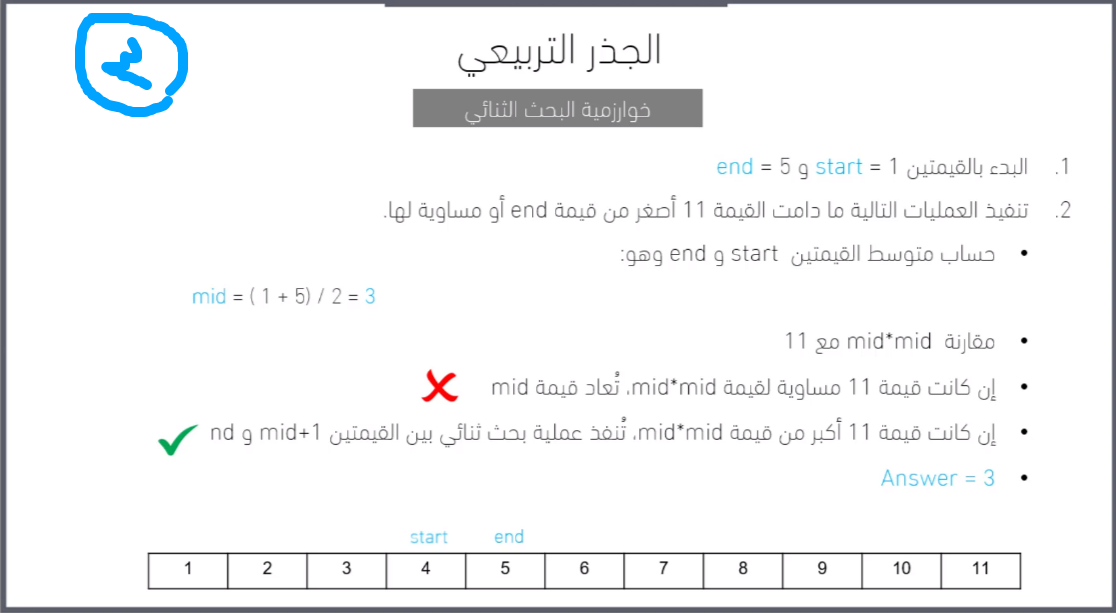 ٢
الجذر التربيعي
خوارزمية البحث الثنائي
1. البدء بالقيمتين start = 1 و end = 5
2. تنفيذ العمليات التالية ما دامت القيمة 11 أصغر من قيمة end أو مساوية لها.
• حساب متوسط القيمتين start و end وهو:
mid = ( 1 + 5) / 2 = 3
• مقارنة mid*mid مع 11
• إن كانت قيمة 11 مساوية لقيمة mid*mid، تُعاد قيمة mid
• إن كانت قيمة 11 أكبر من قيمة mid*mid، تُنفذ عملية بحث ثنائي بين القيمتين mid+1 و nd
• Answer = 3
start end
1 2 3 4 5 6 7 8 9 10 11